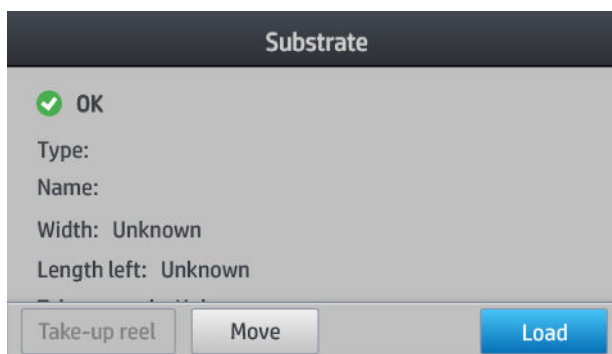 Substrate
OK
Type:
Name:
Width: Unknown
Length left: Unknown
Take-up reel
Move
Load